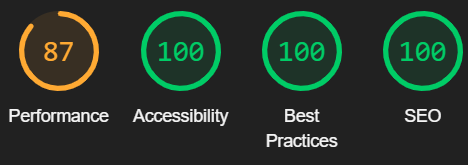 87
100
100
100
Performance
Accessibility
Best
Practices
SEO